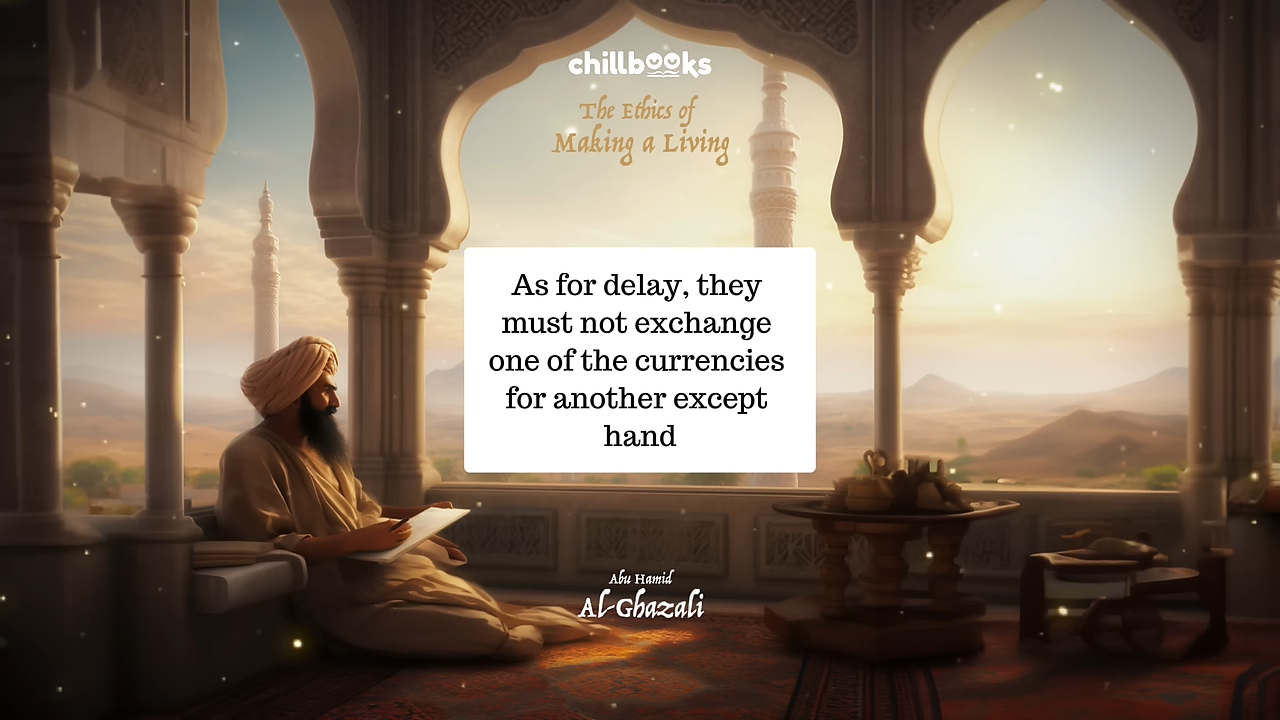 chillbooks
The Ethics of
Making a Living
As for delay, they
must not exchange
one of the currencies
for another except
hand
Abu Hamid
Al-Ghazali